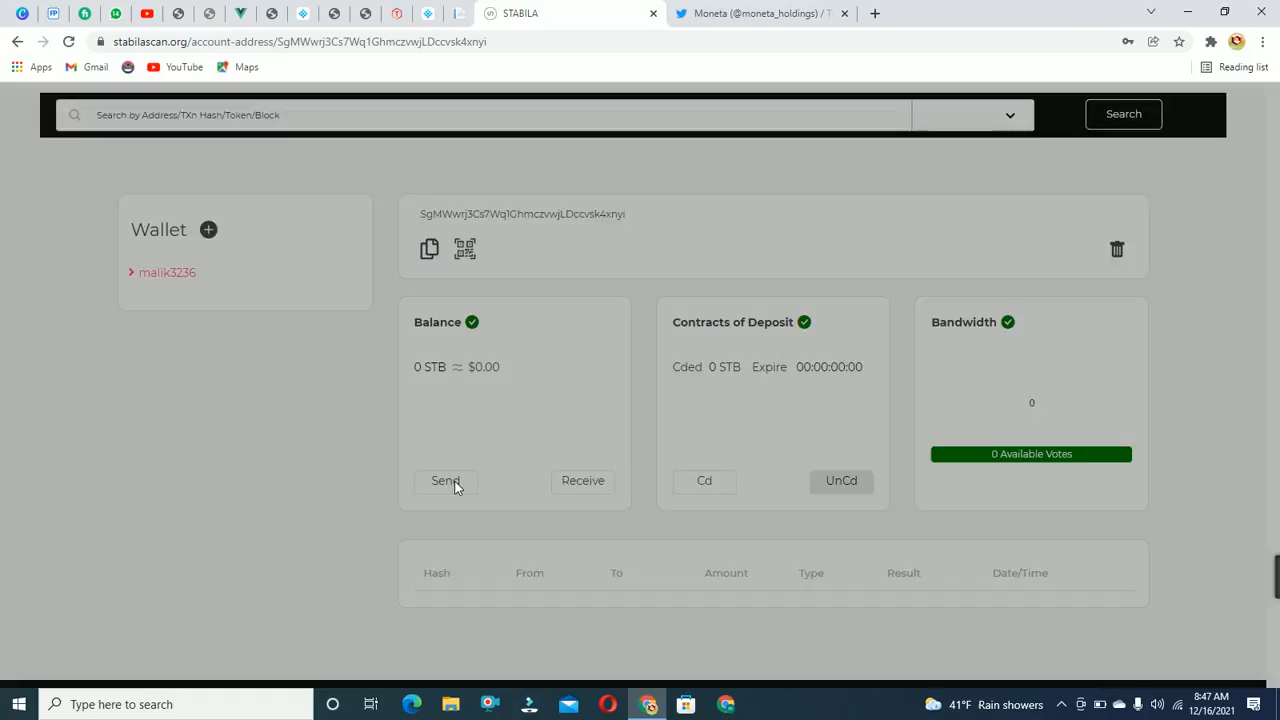 STABILA
Moneta (@moneta_holdings) / T
stabilascan.org/account-address/SgMWwrj3Cs7Wq1GhmczvwjLDccvsk4xnyi
Apps Gmail YouTube Maps Reading list
Search by Address/TXn Hash/Token/Block
Search
Wallet
malik3236
SgMWwrj3Cs7Wq1GhmczvwjLDccvsk4xnyi
Balance
0 STB ≈ $0.00
Send Receive
Contracts of Deposit
Cded 0 STB Expire 00:00:00:00
Cd UnCd
Bandwidth
0
0 Available Votes
Hash From To Amount Type Result Date/Time
Type here to search
41°F Rain showers
8:47 AM
12/16/2021